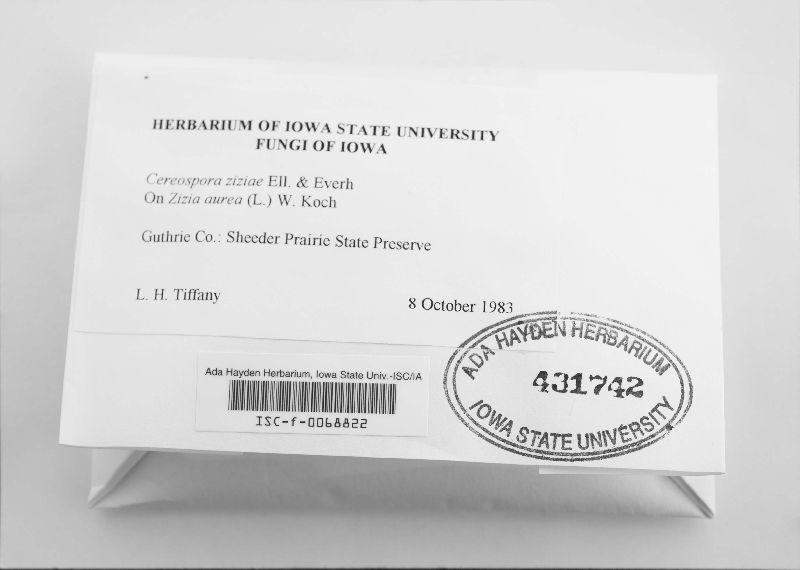 HERBARIUM OF IOWA STATE UNIVERSITY
FUNGI OF IOWA
Cereospora ziziae Ell. & Everh
On Zizia aurea (L.) W. Koch
Guthrie Co.: Sheeder Prairie State Preserve
L. H. Tiffany
8 October 1983
Ada Hayden Herbarium, Iowa State Univ.-ISC/IA
ISC-f-0068822
ADA HAYDEN HERBARIUM
431742
IOWA STATE UNIVERSITY